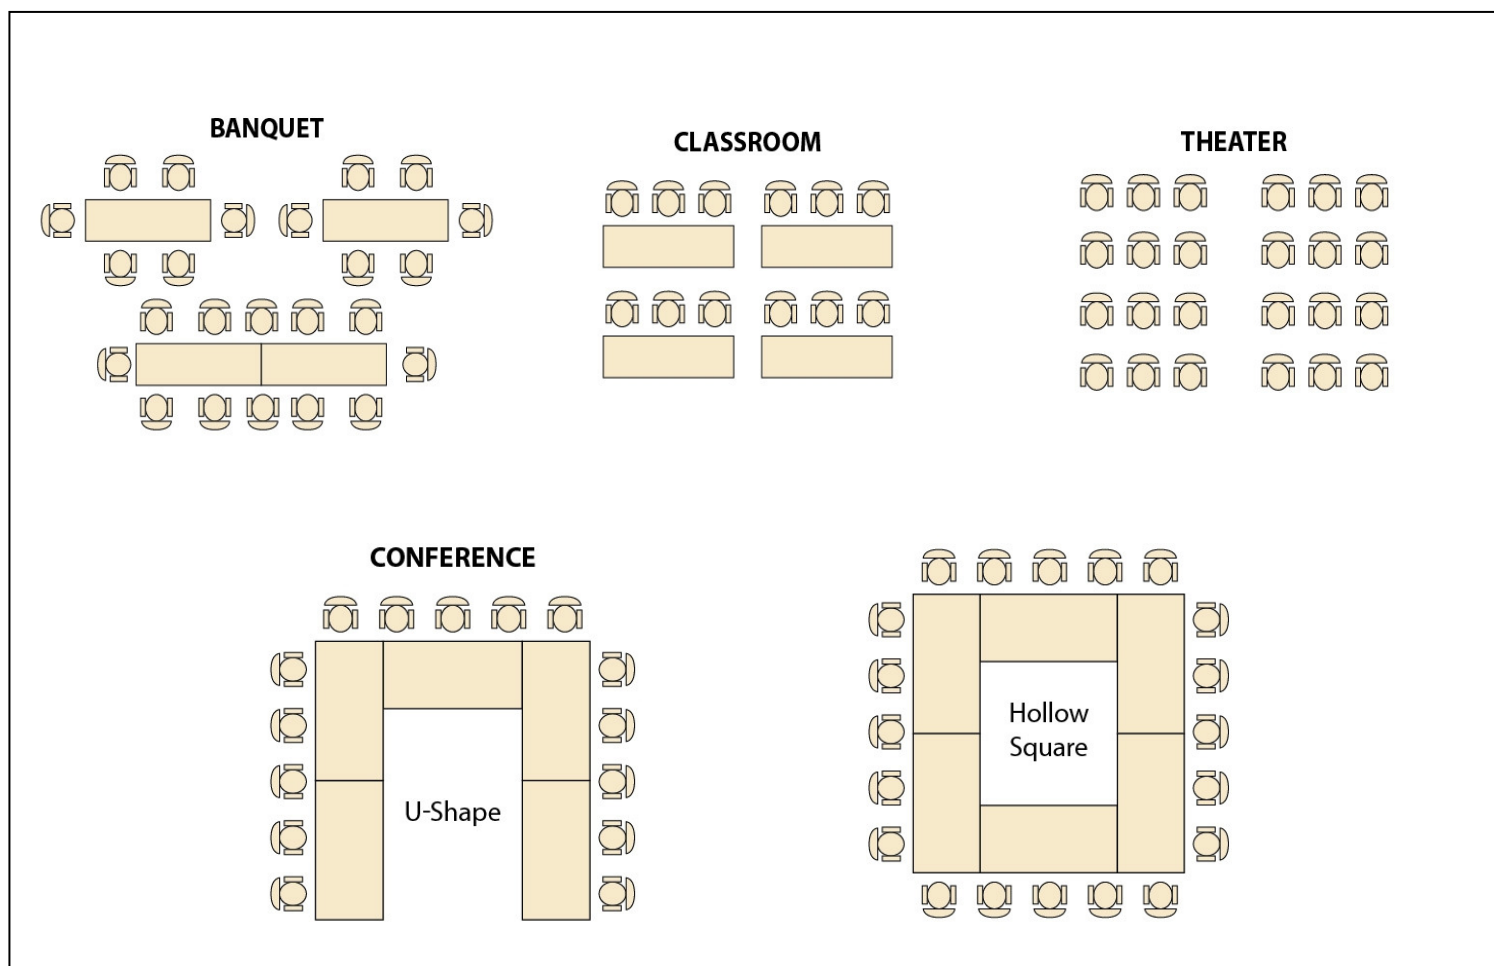 BANQUET
CLASSROOM
THEATER
CONFERENCE
U-Shape
Hollow
Square